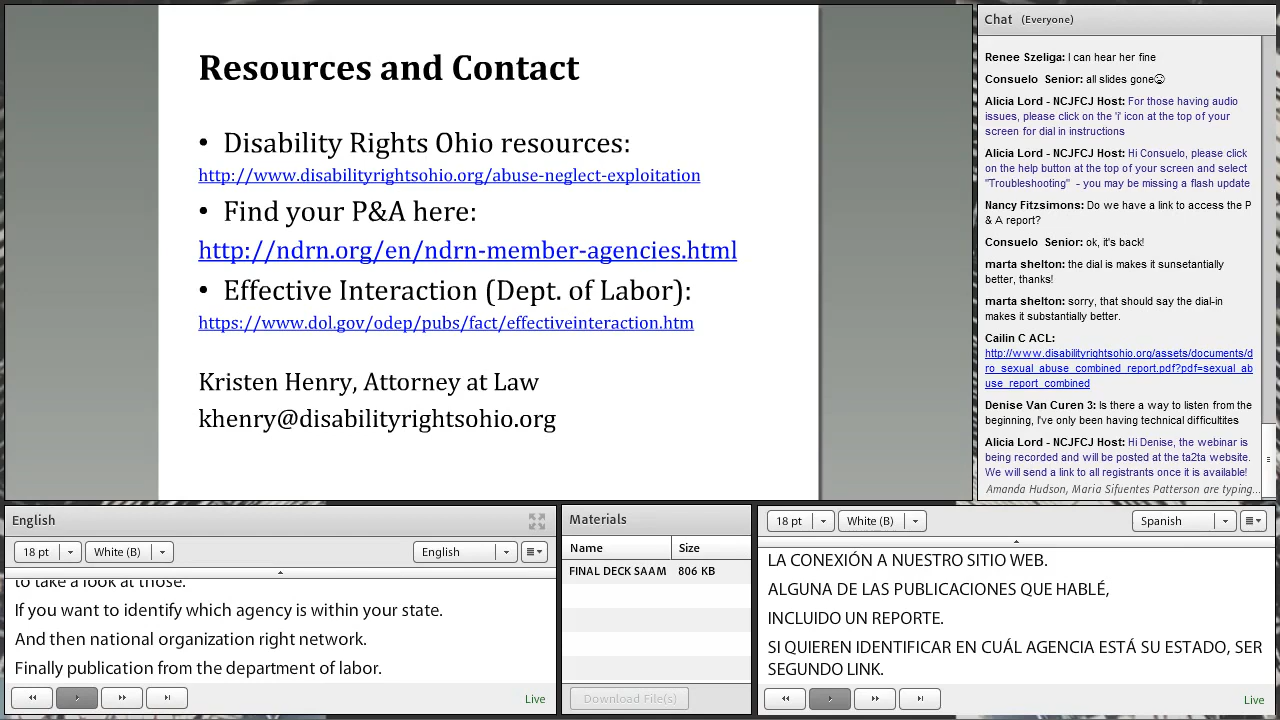 Resources and Contact
• Disability Rights Ohio resources:
http://www.disabilityrightsohio.org/abuse-neglect-exploitation
• Find your P&A here:
http://ndrn.org/en/ndrn-member-agencies.html
• Effective Interaction (Dept. of Labor):
https://www.dol.gov/odep/pubs/fact/effectiveinteraction.htm
Kristen Henry, Attorney at Law
khenry@disabilityrightsohio.org
Chat (Everyone)
Renee Szeliga: I can hear her fine
Consuelo Senior: all slides gone
Alicia Lord - NCJFCJ Host: For those having audio
issues, please click on the 'i' icon at the top of your
screen for dial in instructions
Alicia Lord - NCJFCJ Host: Hi Consuelo, please click
on the help button at the top of your screen and select
"Troubleshooting" - you may be missing a flash update
Nancy Fitzsimons: Do we have a link to access the P
& A report?
Consuelo Senior: ok, it's back!
marta shelton: the dial is makes it sunsetantially
better, thanks!
marta shelton: sorry, that should say the dial-in
makes it substantially better.
Cailin C ACL:
http://www.disabilityrightsohio.org/assets/documents/d
ro_sexual_abuse_combined_report.pdf?pdf=sexual_ab
use_report_combined
Denise Van Curen 3: Is there a way to listen from the
beginning, I've only been having technical difficultites
Alicia Lord - NCJFCJ Host: Hi Denise, the webinar is
being recorded and will be posted at the ta2ta website.
We will send a link to all registrants once it is available!
Amanda Hudson, Maria Sifuentes Patterson are typing...
English
18 pt White (B) English
to take a look at those.
If you want to identify which agency is within your state.
And then national organization right network.
Finally publication from the department of labor.
Live
Materials
Name Size
FINAL DECK SAAM 806 KB
Download File(s)
18 pt White (B) Spanish
LA CONEXIÓN A NUESTRO SITIO WEB.
ALGUNA DE LAS PUBLICACIONES QUE HABLÉ,
INCLUIDO UN REPORTE.
SI QUIEREN IDENTIFICAR EN CUÁL AGENCIA ESTÁ SU ESTADO, SER
SEGUNDO LINK.
Live